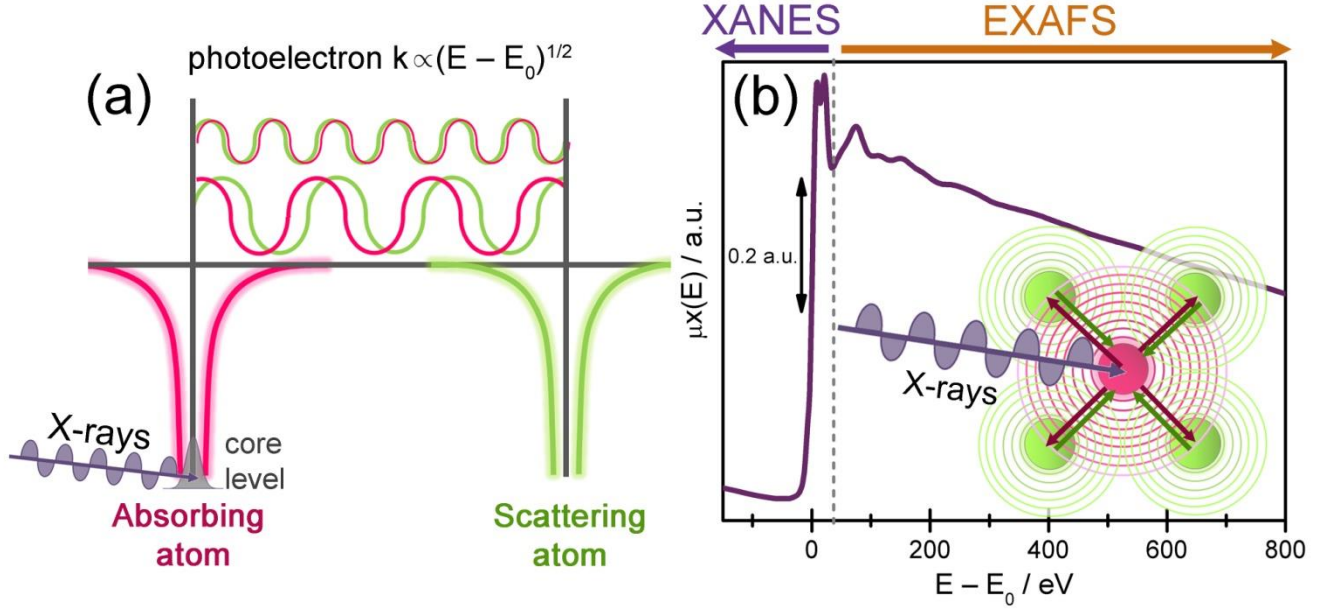 photoelectron k ∝(E – E₀)¹/²
(a)
X-rays
core
level
Absorbing
atom
Scattering
atom
XANES
EXAFS
(b)
μx(E) / a.u.
0.2 a.u.
X-rays
0
200
400
600
800
E – E₀ / eV